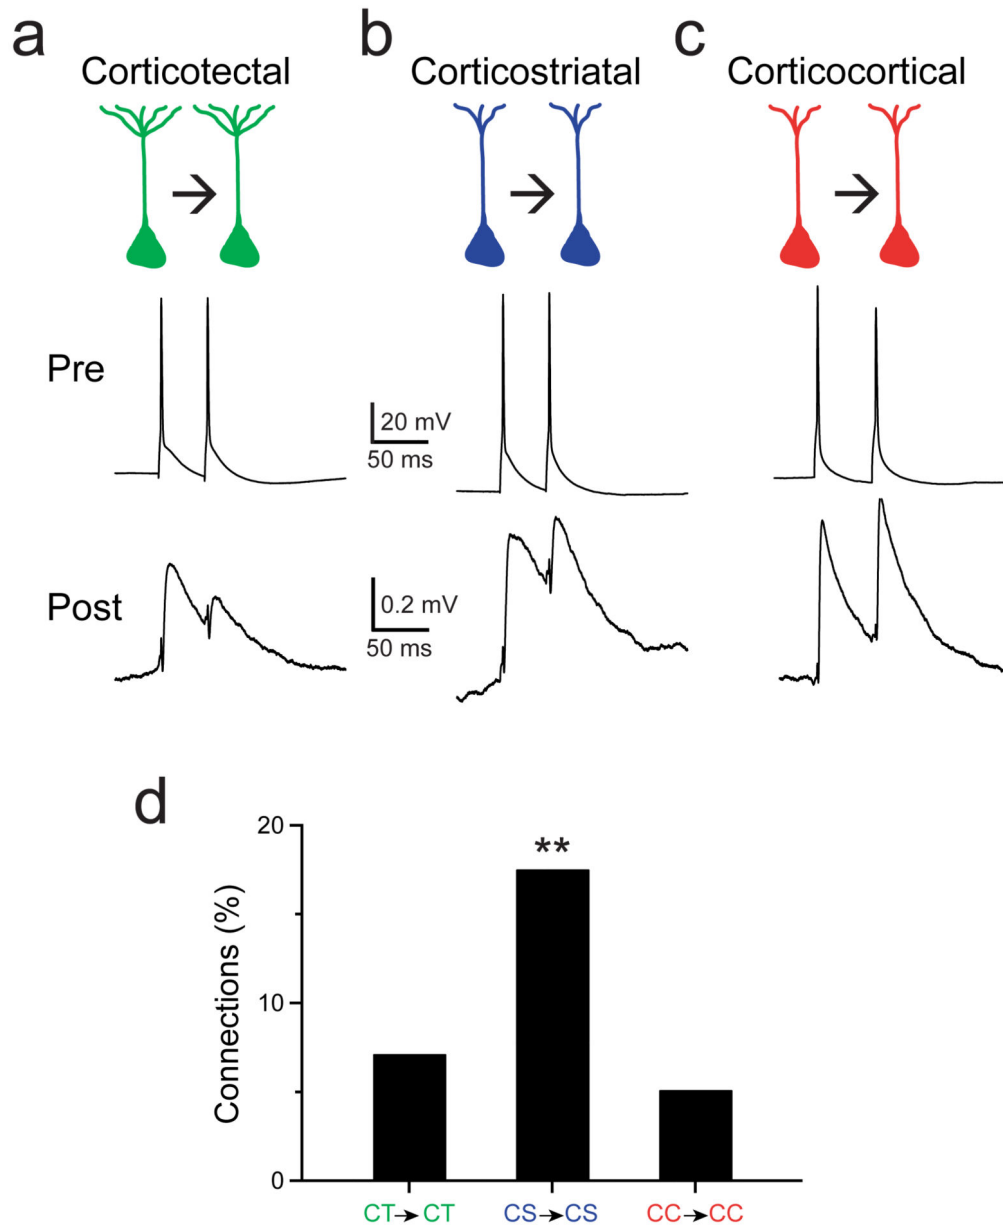 a
b
c
Corticotectal
Corticostriatal
Corticocortical
Pre
20 mV
50 ms
Post
0.2 mV
50 ms
d
**
Connections (%)
20
10
0
CT→CT
CS→CS
CC→CC